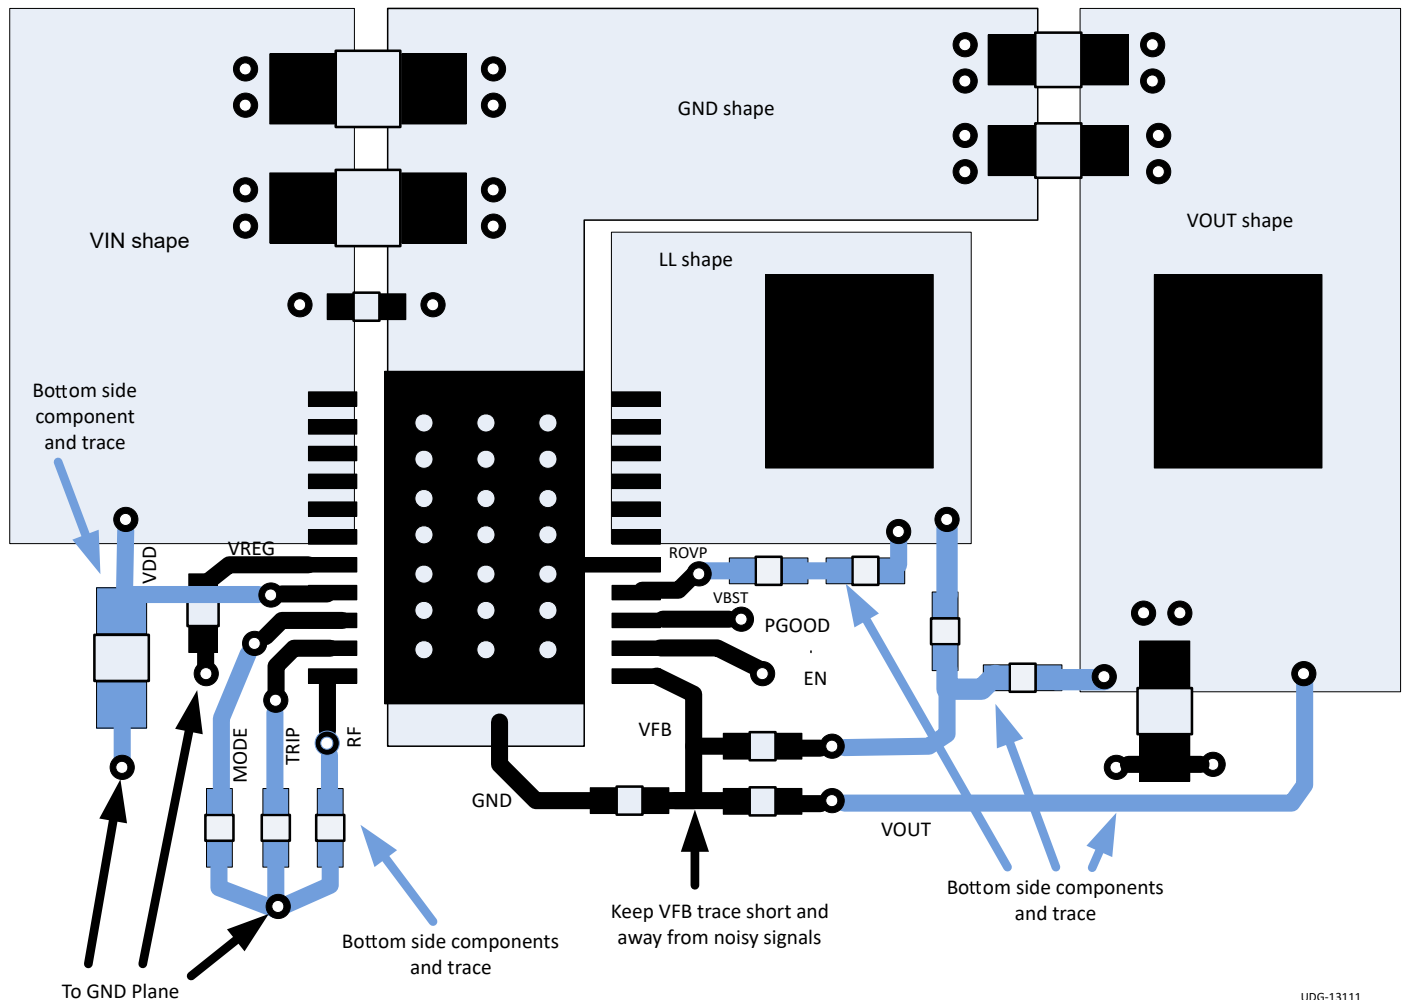 GND shape
VIN shape
VOUT shape
LL shape
Bottom side
component
and trace
VDD
VREG
ROVP
VBST
PGOOD
.
EN
MODE
TRIP
RF
VFB
GND
VOUT
Bottom side components
and trace
Keep VFB trace short and
away from noisy signals
Bottom side components
and trace
To GND Plane
UDG-13111